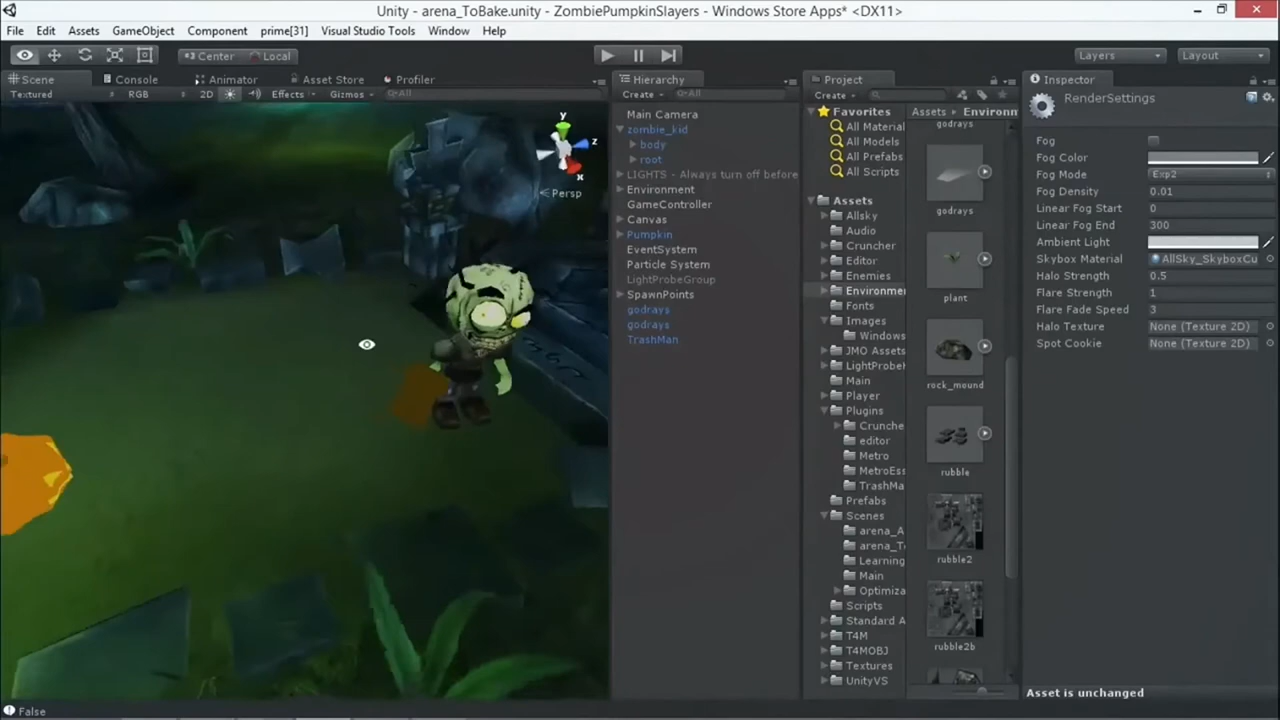 Unity - arena_ToBake.unity - ZombiePumpkinSlayers - Windows Store Apps* <DX11>
File Edit Assets GameObject Component prime[31] Visual Studio Tools Window Help
Center Local Layers Layout
Scene Console Animator Asset Store Profiler
Textured RGB 2D Effects Gizmos All
y
z
x
Persp
Hierarchy
Create All
Main Camera
zombie_kid
body
root
LIGHTS - Always turn off before
Environment
GameController
Canvas
Pumpkin
EventSystem
Particle System
LightProbeGroup
SpawnPoints
godrays
godrays
TrashMan
Project
Create
Favorites
All Material
All Models
All Prefabs
All Scripts
Assets
Allsky
Audio
Cruncher
Editor
Enemies
Environmer
Fonts
Images
Windows
JMO Assets
LightProbeH
Main
Player
Plugins
Crunche
editor
Metro
MetroEss
TrashMa
Prefabs
Scenes
arena_A
arena_To
Learning
Main
Optimiza
Scripts
Standard A
T4M
T4MOBJ
Textures
UnityVS
Assets Environm
godrays
godrays
plant
rock_mound
rubble
rubble2
rubble2b
Inspector
RenderSettings
Fog
Fog Color
Fog Mode Exp2
Fog Density 0.01
Linear Fog Start 0
Linear Fog End 300
Ambient Light
Skybox Material AllSky_SkyboxCu
Halo Strength 0.5
Flare Strength 1
Flare Fade Speed 3
Halo Texture None (Texture 2D)
Spot Cookie None (Texture 2D)
Asset is unchanged
False